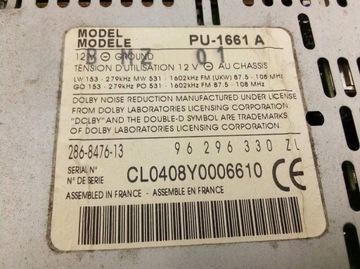 MODEL
MODELE PU-1661 A
12V ⊖ GROUND
BMZ 01
TENSION D'UTILISATION 12 V ⊖ AU CHASSIS
LW 153 - 279kHZ MW 531 - 1602kHZ FM (UKW) 87.5 - 108 MHz
GO 153 - 279kHZ PO 531 - 1602kHZ FM 87.5 - 108 MHz
DOLBY NOISE REDUCTION MANUFACTURED UNDER LICENSE
FROM DOLBY LABORATORIES LICENSING CORPORATION
"DOLBY" AND THE DOUBLE-D SYMBOL ARE TRADEMARK
OF DOLBY LABORATORIES LICENSING CORPORATION
286-8476-13 96 296 330 ZL
SERIAL N°
N° DE SERIE CL0408Y0006610 CE
ASSEMBLED IN FRANCE - ASSEMBLE EN FRANCE